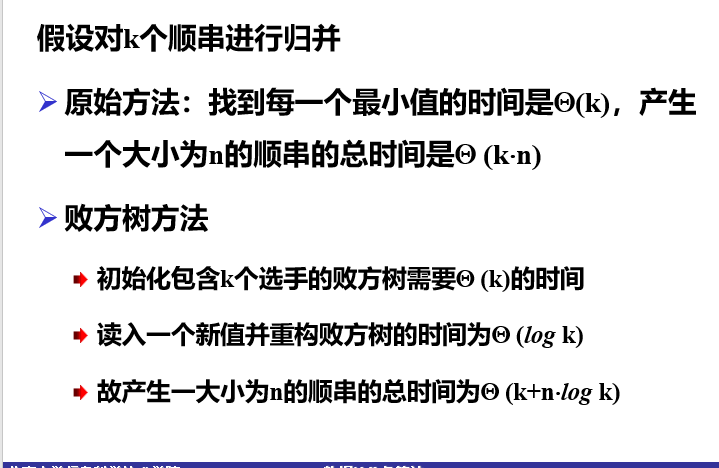 假设对k个顺串进行归并
原始方法：找到每一个最小值的时间是Θ(k)，产生
一个大小为n的顺串的总时间是Θ (k·n)
败方树方法
初始化包含k个选手的败方树需要Θ (k)的时间
读入一个新值并重构败方树的时间为Θ (log k)
故产生一大小为n的顺串的总时间为Θ (k+n·log k)